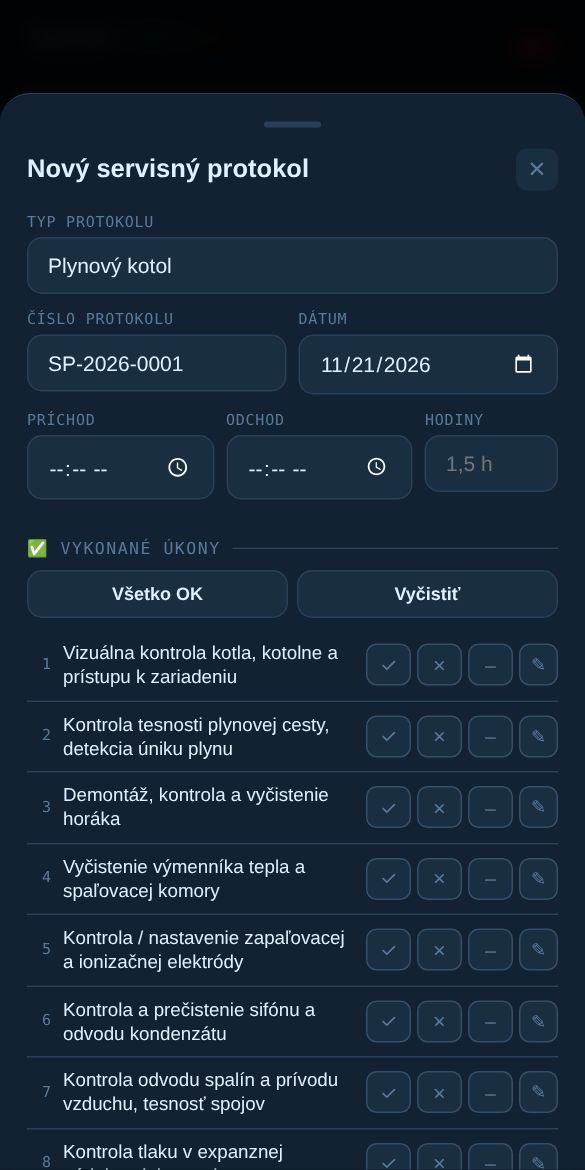 Nový servisný protokol
✕
TYP PROTOKOLU
Plynový kotol
ČÍSLO PROTOKOLU
DÁTUM
SP-2026-0001
11/21/2026
PRÍCHOD
ODCHOD
HODINY
--:-- --
--:-- --
1,5 h
✅ VYKONANÉ ÚKONY
Všetko OK
Vyčistiť
1 Vizuálna kontrola kotla, kotolne a
prístupu k zariadeniu
✓ ✕ – ✎
2 Kontrola tesnosti plynovej cesty,
detekcia úniku plynu
✓ ✕ – ✎
3 Demontáž, kontrola a vyčistenie
horáka
✓ ✕ – ✎
4 Vyčistenie výmenníka tepla a
spaľovacej komory
✓ ✕ – ✎
5 Kontrola / nastavenie zapaľovacej
a ionizačnej elektródy
✓ ✕ – ✎
6 Kontrola a prečistenie sifónu a
odvodu kondenzátu
✓ ✕ – ✎
7 Kontrola odvodu spalín a prívodu
vzduchu, tesnosť spojov
✓ ✕ – ✎
8 Kontrola tlaku v expanznej
✓ ✕ – ✎